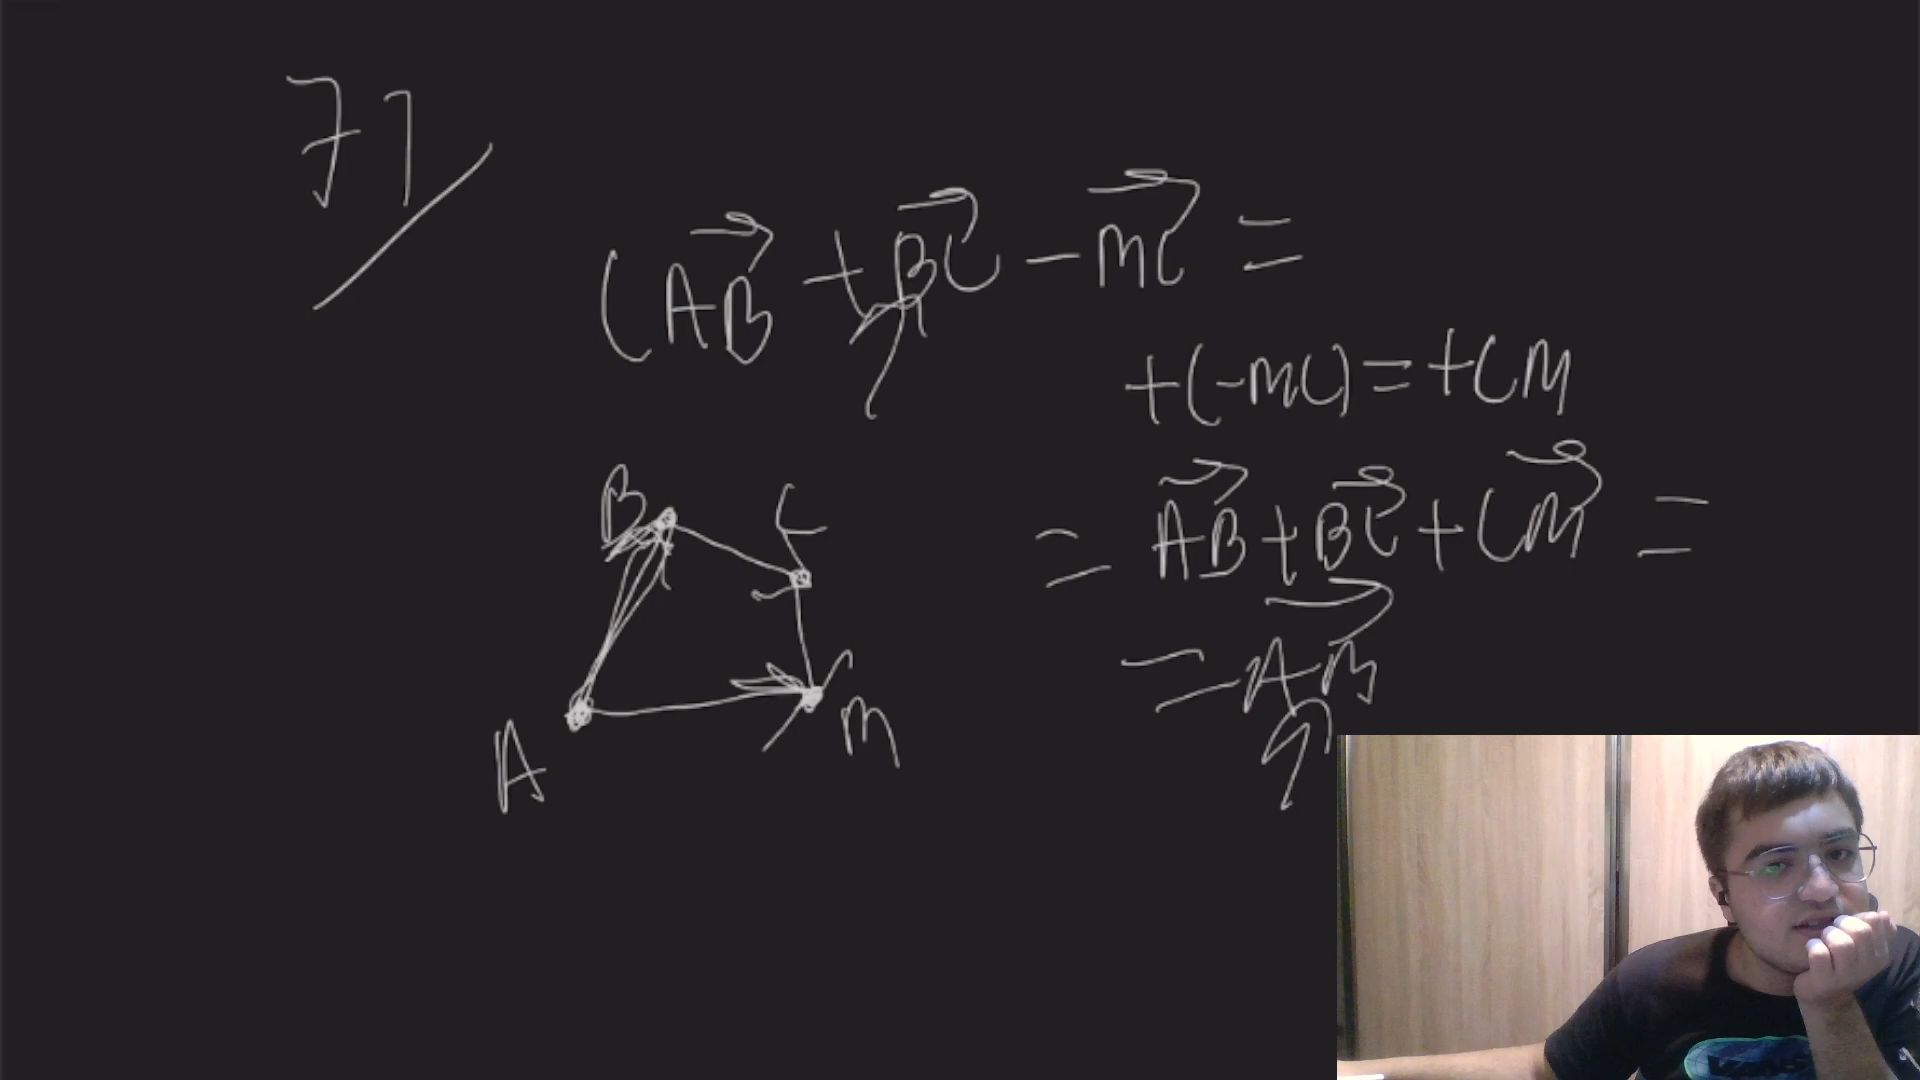 71
(AB + BC - MC =
+(-MC) = +CM
= AB + BC + CM =
= AM
B
C
A
M